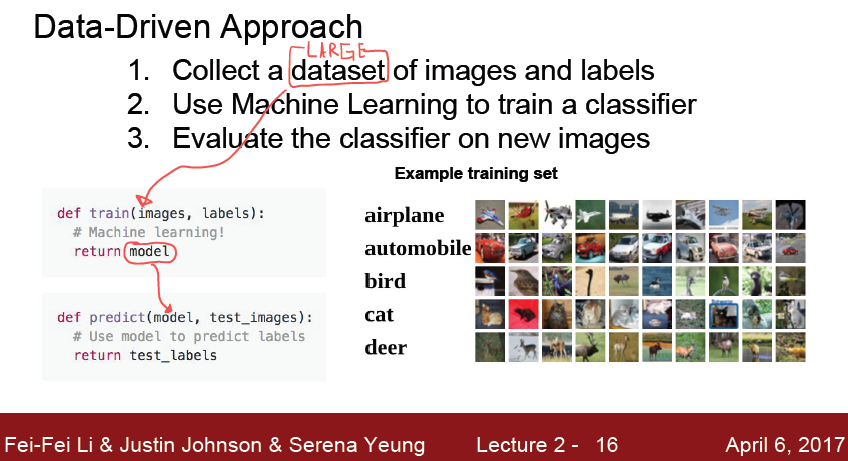 Data-Driven Approach
LARGE
1. Collect a dataset of images and labels
2. Use Machine Learning to train a classifier
3. Evaluate the classifier on new images
Example training set
def train(images, labels):
# Machine learning!
return model
def predict(model, test_images):
# Use model to predict labels
return test_labels
airplane
automobile
bird
cat
deer
Fei-Fei Li & Justin Johnson & Serena Yeung Lecture 2 - 16 April 6, 2017